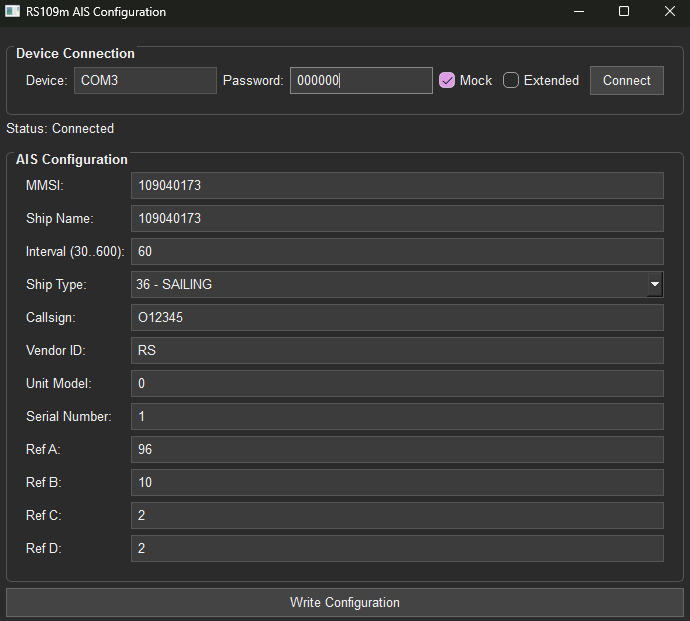 RS109m AIS Configuration
Device Connection
Device: COM3 Password: 000000 Mock Extended Connect
Status: Connected
AIS Configuration
MMSI: 109040173
Ship Name: 109040173
Interval (30..600): 60
Ship Type: 36 - SAILING
Callsign: O12345
Vendor ID: RS
Unit Model: 0
Serial Number: 1
Ref A: 96
Ref B: 10
Ref C: 2
Ref D: 2
Write Configuration